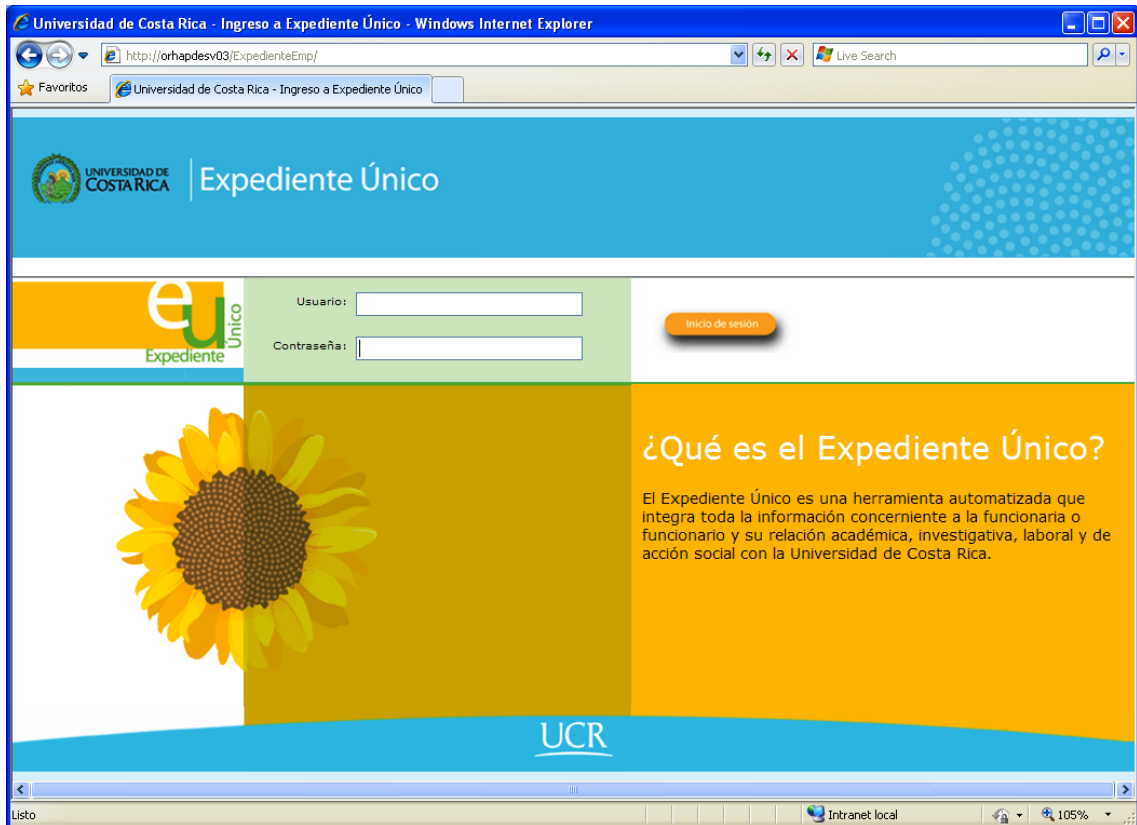 Universidad de Costa Rica - Ingreso a Expediente Único - Windows Internet Explorer
http://orhapdesv03/ExpedienteEmp/
Live Search
Favoritos
Universidad de Costa Rica - Ingreso a Expediente Único
UNIVERSIDAD DE
COSTA RICA
Expediente Único
eu
Expediente
Único
Usuario:
Contraseña:
Inicio de sesión
¿Qué es el Expediente Único?
El Expediente Único es una herramienta automatizada que
integra toda la información concerniente a la funcionaria o
funcionario y su relación académica, investigativa, laboral y de
acción social con la Universidad de Costa Rica.
UCR
Listo
Intranet local
105%